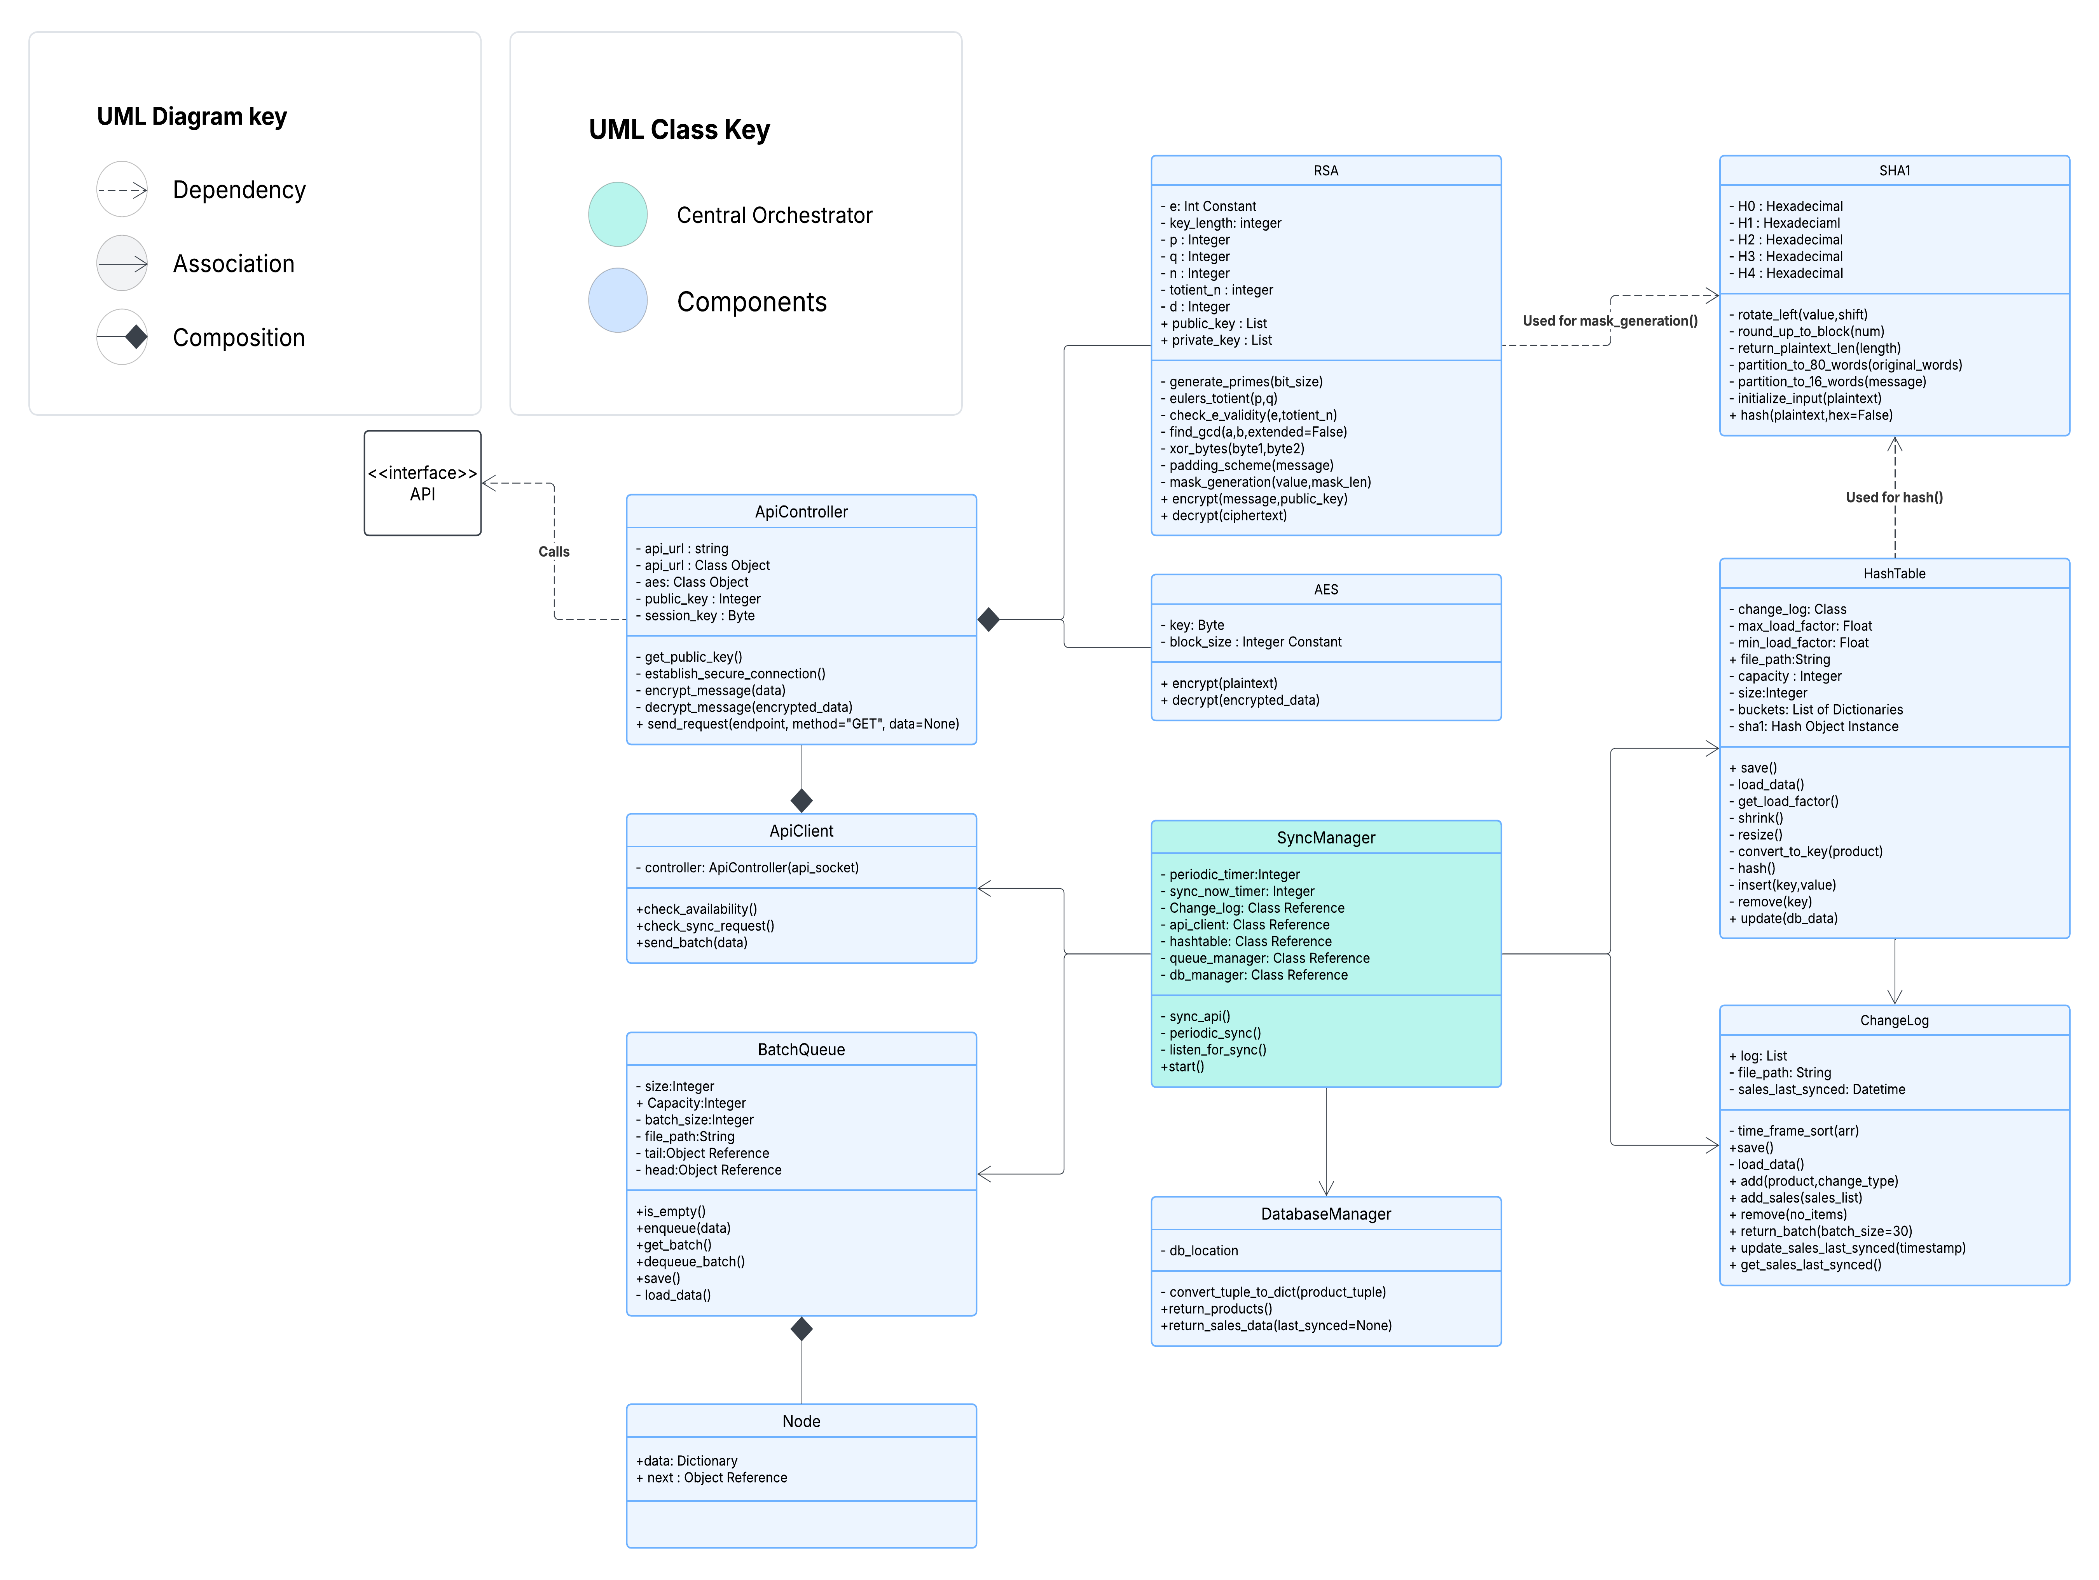 UML Diagram key
Dependency
Association
Composition
UML Class Key
Central Orchestrator
Components
<<interface>>
API
Calls
ApiController
- api_url : string
- api_url : Class Object
- aes: Class Object
- public_key : Integer
- session_key : Byte
- get_public_key()
- establish_secure_connection()
- encrypt_message(data)
- decrypt_message(encrypted_data)
+ send_request(endpoint, method="GET", data=None)
ApiClient
- controller: ApiController(api_socket)
+check_availability()
+check_sync_request()
+send_batch(data)
BatchQueue
- size:Integer
+ Capacity:Integer
- batch_size:Integer
- file_path:String
- tail:Object Reference
- head:Object Reference
+is_empty()
+enqueue(data)
+get_batch()
+dequeue_batch()
+save()
- load_data()
Node
+data: Dictionary
+ next : Object Reference
RSA
- e: Int Constant
- key_length: integer
- p : Integer
- q : Integer
- n : Integer
- totient_n : integer
- d : Integer
+ public_key : List
+ private_key : List
- generate_primes(bit_size)
- eulers_totient(p,q)
- check_e_validity(e,totient_n)
- find_gcd(a,b,extended=False)
- xor_bytes(byte1,byte2)
- padding_scheme(message)
- mask_generation(value,mask_len)
+ encrypt(message,public_key)
+ decrypt(ciphertext)
AES
- key: Byte
- block_size : Integer Constant
+ encrypt(plaintext)
+ decrypt(encrypted_data)
SyncManager
- periodic_timer:Integer
- sync_now_timer: Integer
- Change_log: Class Reference
- api_client: Class Reference
- hashtable: Class Reference
- queue_manager: Class Reference
- db_manager: Class Reference
- sync_api()
- periodic_sync()
- listen_for_sync()
+start()
DatabaseManager
- db_location
- convert_tuple_to_dict(product_tuple)
+return_products()
+return_sales_data(last_synced=None)
Used for mask_generation()
SHA1
- H0 : Hexadecimal
- H1 : Hexadeciaml
- H2 : Hexadecimal
- H3 : Hexadecimal
- H4 : Hexadecimal
- rotate_left(value,shift)
- round_up_to_block(num)
- return_plaintext_len(length)
- partition_to_80_words(original_words)
- partition_to_16_words(message)
- initialize_input(plaintext)
+ hash(plaintext,hex=False)
Used for hash()
HashTable
- change_log: Class
- max_load_factor: Float
- min_load_factor: Float
+ file_path:String
- capacity : Integer
- size:Integer
- buckets: List of Dictionaries
- sha1: Hash Object Instance
+ save()
- load_data()
- get_load_factor()
- shrink()
- resize()
- convert_to_key(product)
- hash()
- insert(key,value)
- remove(key)
+ update(db_data)
ChangeLog
+ log: List
- file_path: String
- sales_last_synced: Datetime
- time_frame_sort(arr)
+save()
- load_data()
+ add(product,change_type)
+ add_sales(sales_list)
+ remove(no_items)
+ return_batch(batch_size=30)
+ update_sales_last_synced(timestamp)
+ get_sales_last_synced()